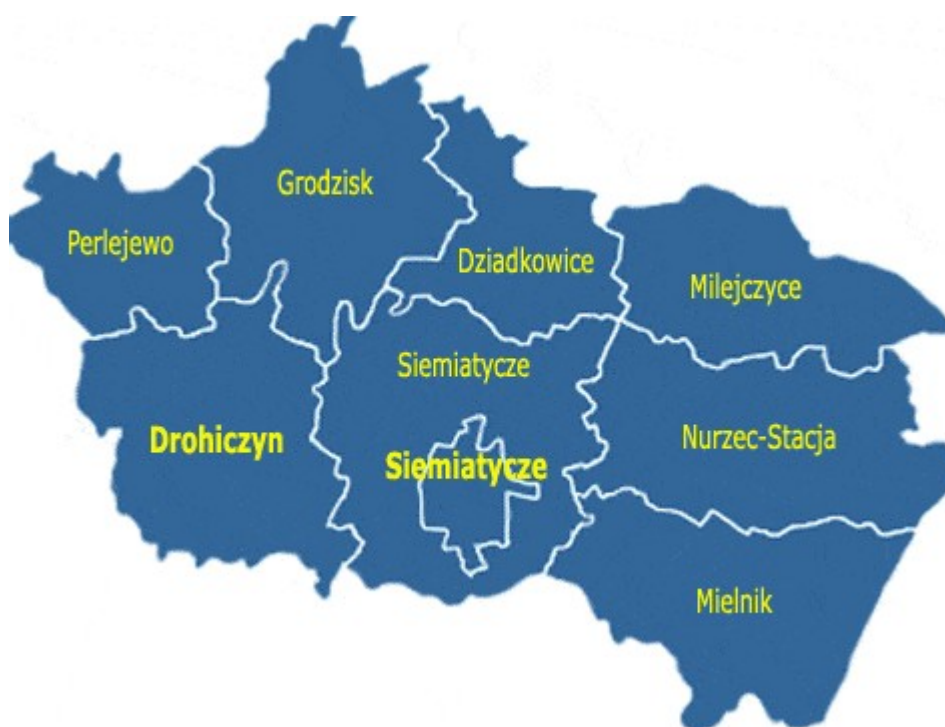 Grodzisk
Perlejewo
Dziadkowice
Milejczyce
Siemiatycze
Drohiczyn
Nurzec-Stacja
Siemiatycze
Mielnik